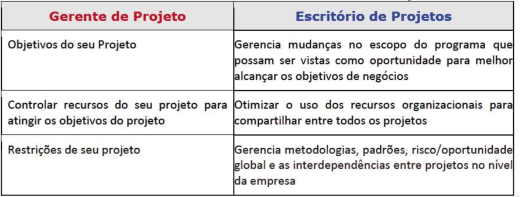 Gerente de Projeto
Escritório de Projetos
Objetivos do seu Projeto
Gerencia mudanças no escopo do programa que
possam ser vistas como oportunidade para melhor
alcançar os objetivos de negócios
Controlar recursos do seu projeto para
atingir os objetivos do projeto
Otimizar o uso dos recursos organizacionais para
compartilhar entre todos os projetos
Restrições de seu projeto
Gerencia metodologias, padrões, risco/oportunidade
global e as interdependências entre projetos no nível
da empresa